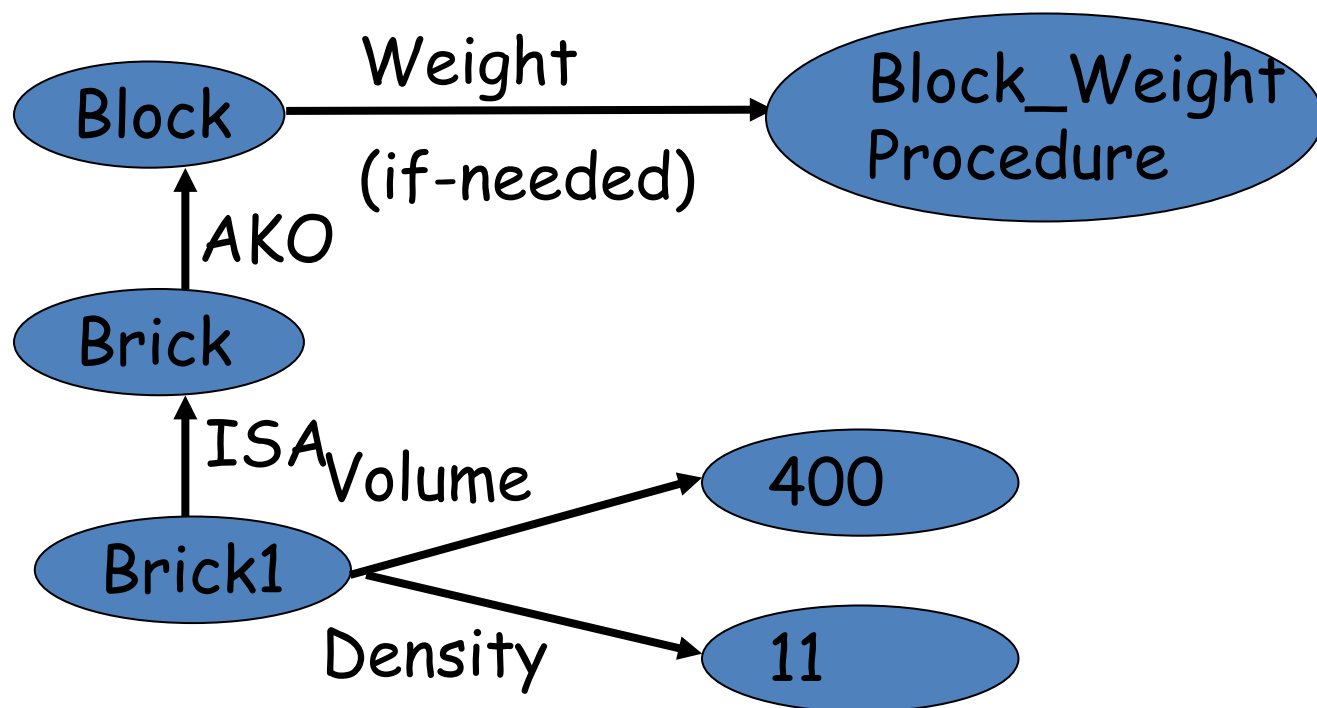 Weight
Block
Block_Weight
Procedure
(if-needed)
AKO
Brick
ISA
Volume
400
Brick1
Density
11